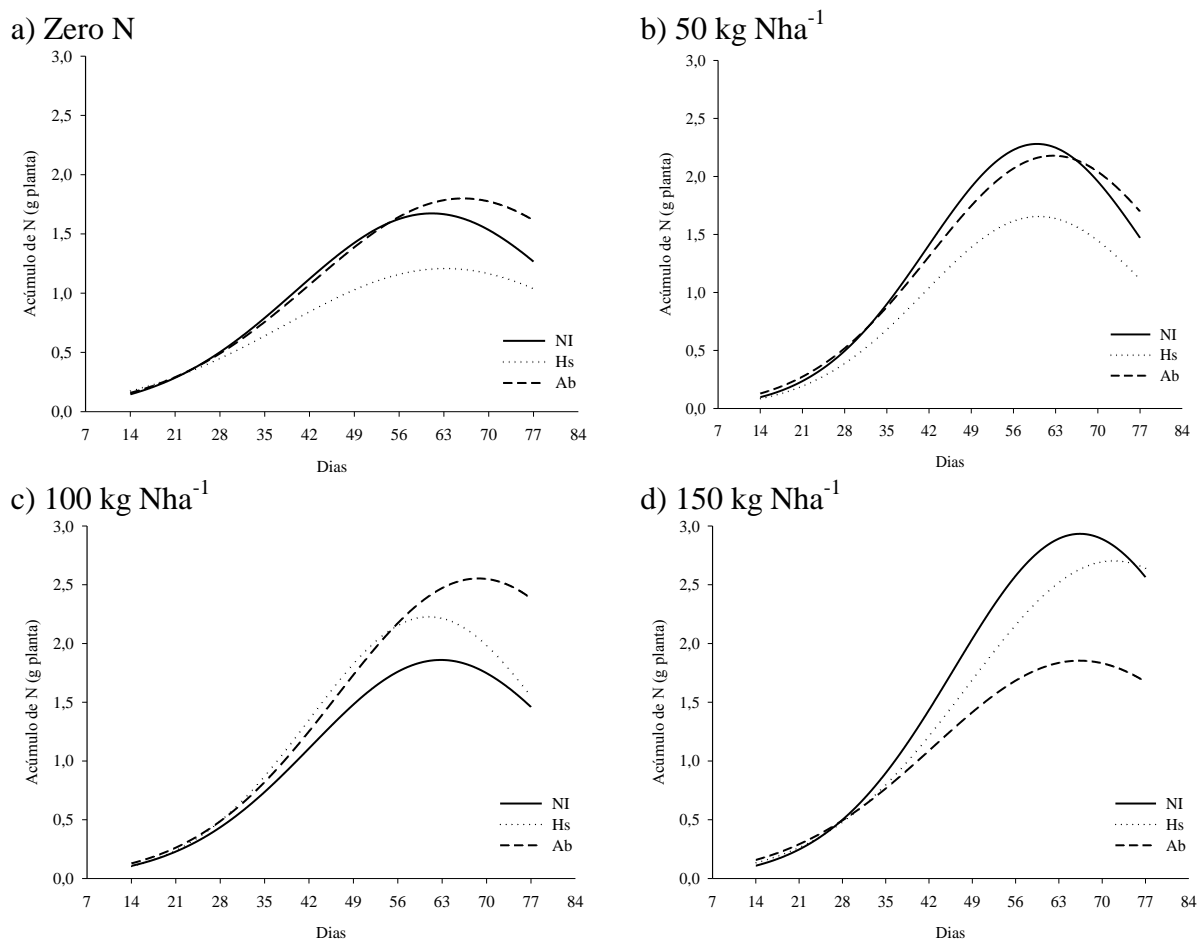 a) Zero N
3,0
2,5
2,0
1,5
1,0
0,5
0,0
Acúmulo de N (g planta)
7 14 21 28 35 42 49 56 63 70 77 84
Dias
NI
Hs
Ab
b) 50 kg Nha-1
3,0
2,5
2,0
1,5
1,0
0,5
0,0
Acúmulo de N (g planta)
7 14 21 28 35 42 49 56 63 70 77 84
Dias
NI
Hs
Ab
c) 100 kg Nha-1
3,0
2,5
2,0
1,5
1,0
0,5
0,0
Acúmulo de N (g planta)
7 14 21 28 35 42 49 56 63 70 77 84
Dias
NI
Hs
Ab
d) 150 kg Nha-1
3,0
2,5
2,0
1,5
1,0
0,5
0,0
Acúmulo de N (g planta)
7 14 21 28 35 42 49 56 63 70 77 84
Dias
NI
Hs
Ab